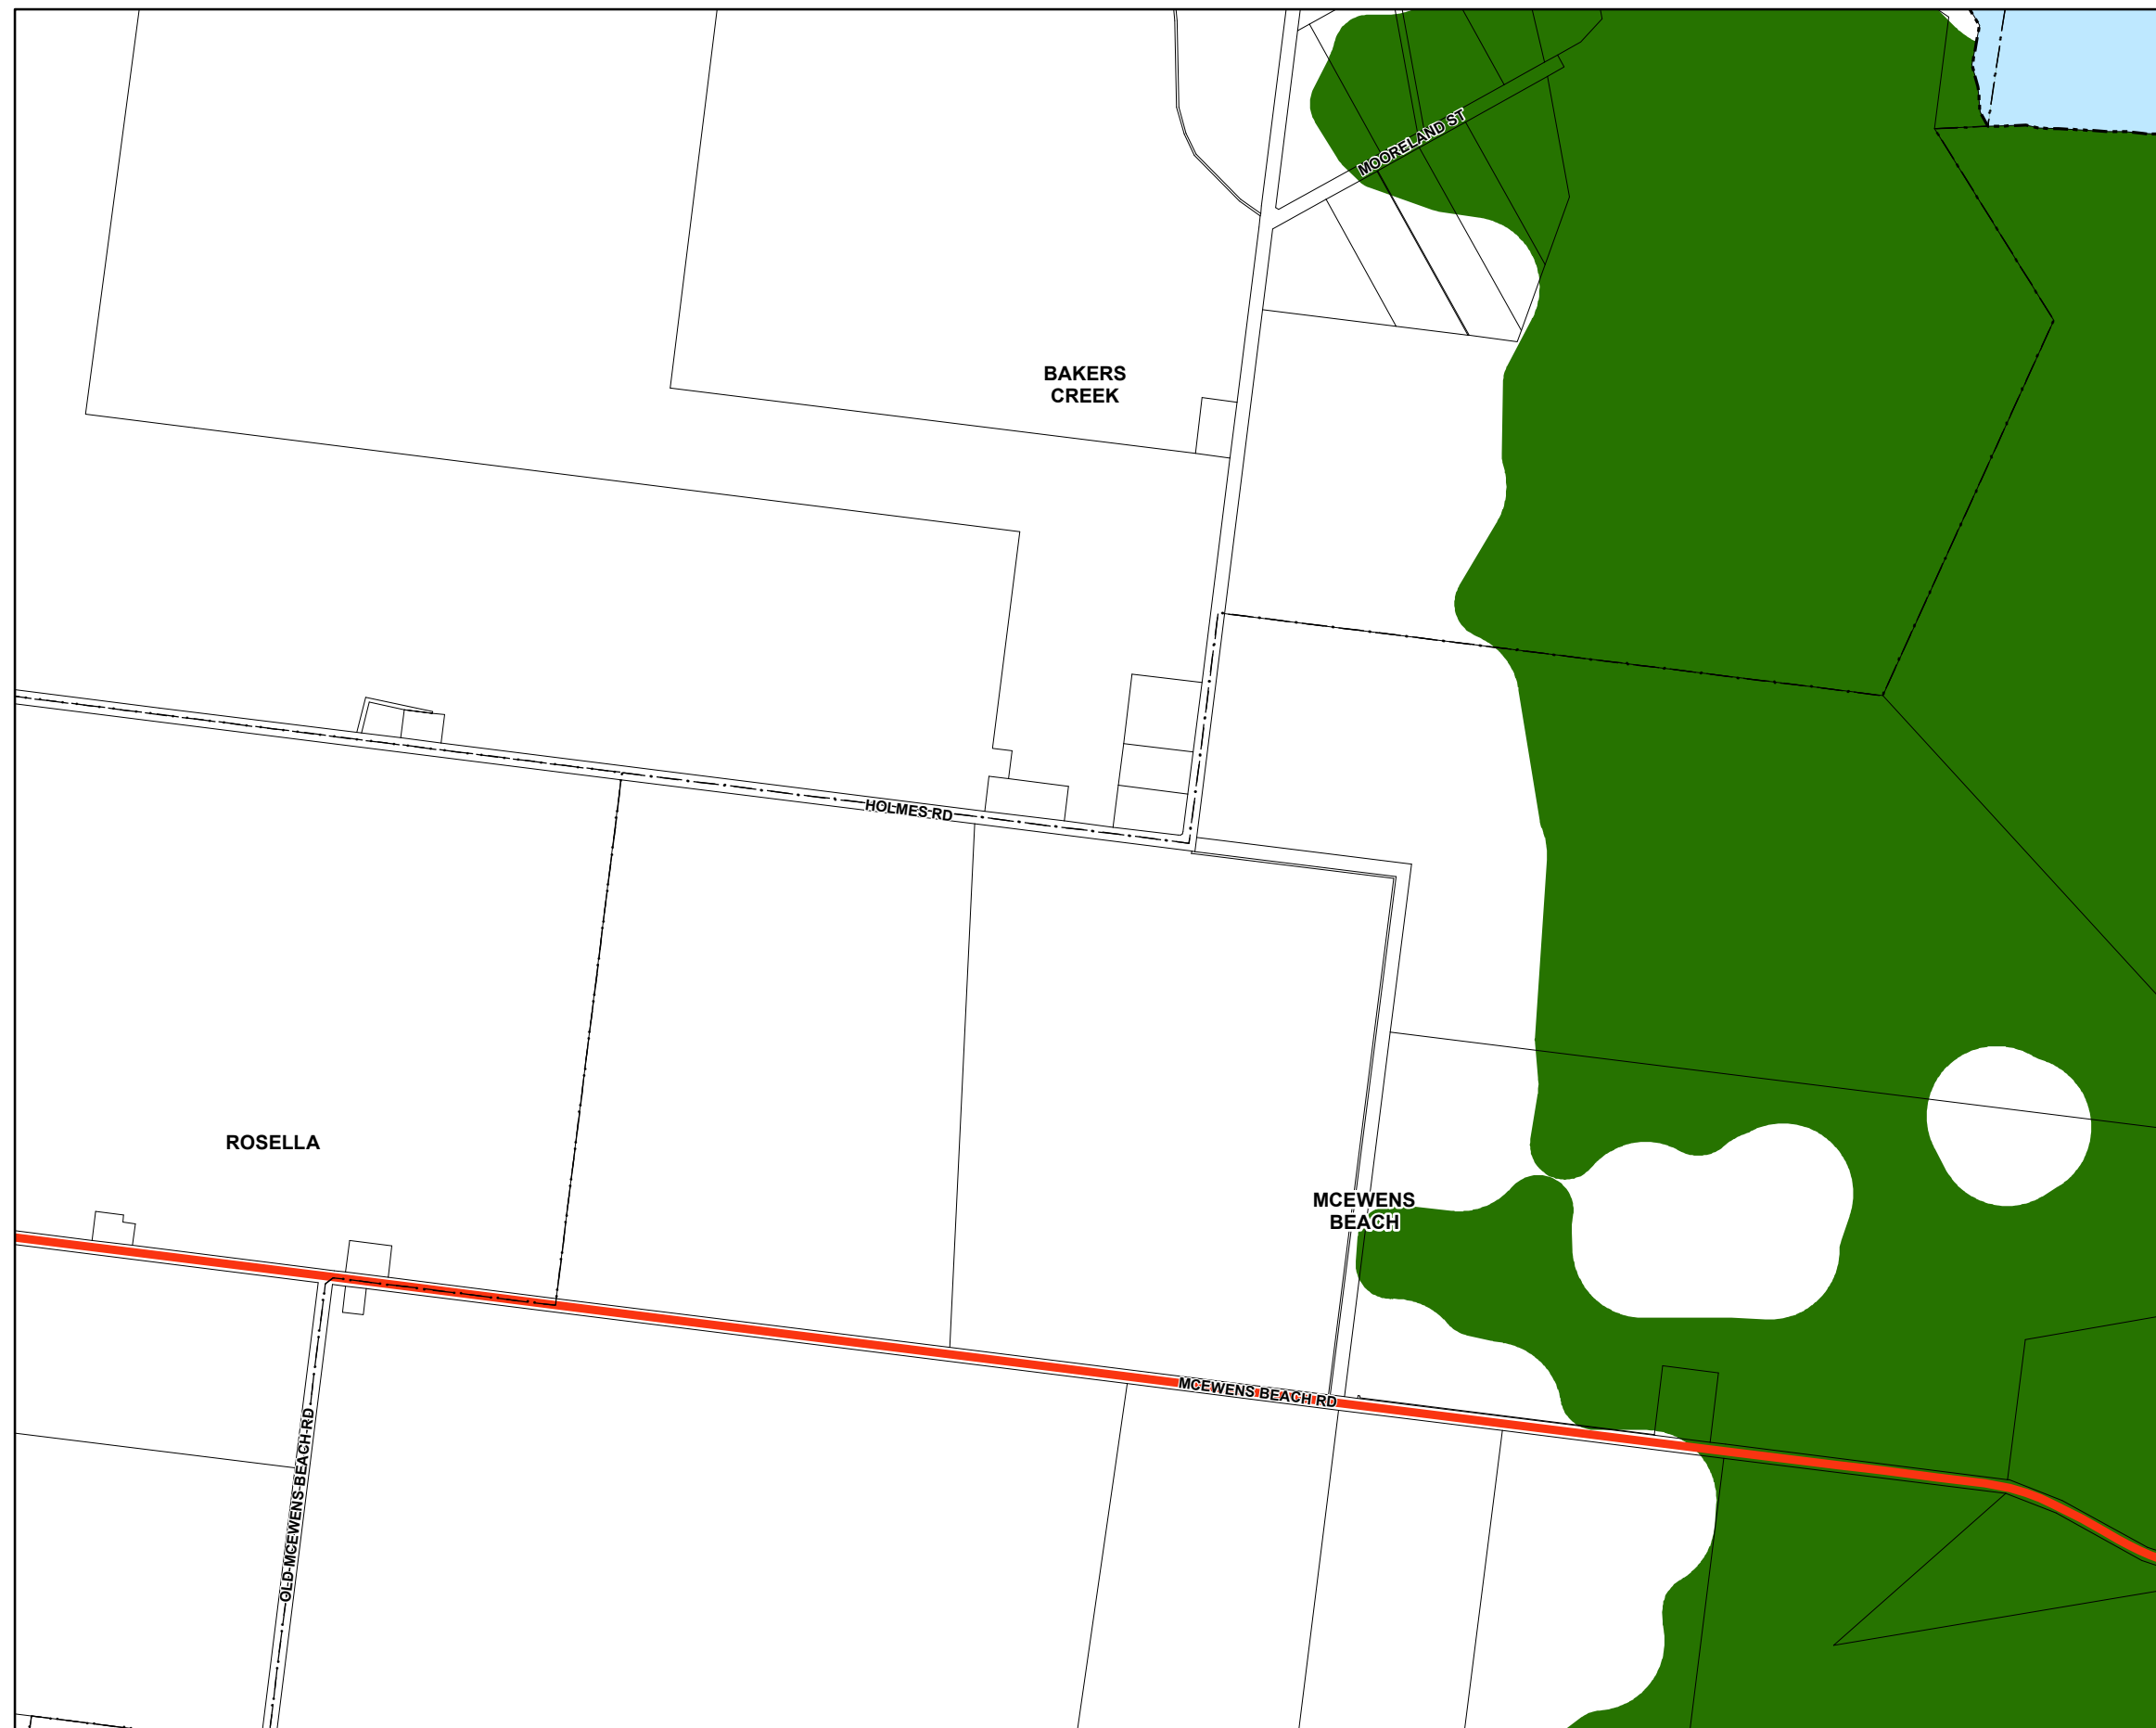 MOORELAND ST
BAKERS
CREEK
HOLMES RD
ROSELLA
MCEWENS
BEACH
MCEWENS BEACH RD
OLD MCEWENS BEACH RD